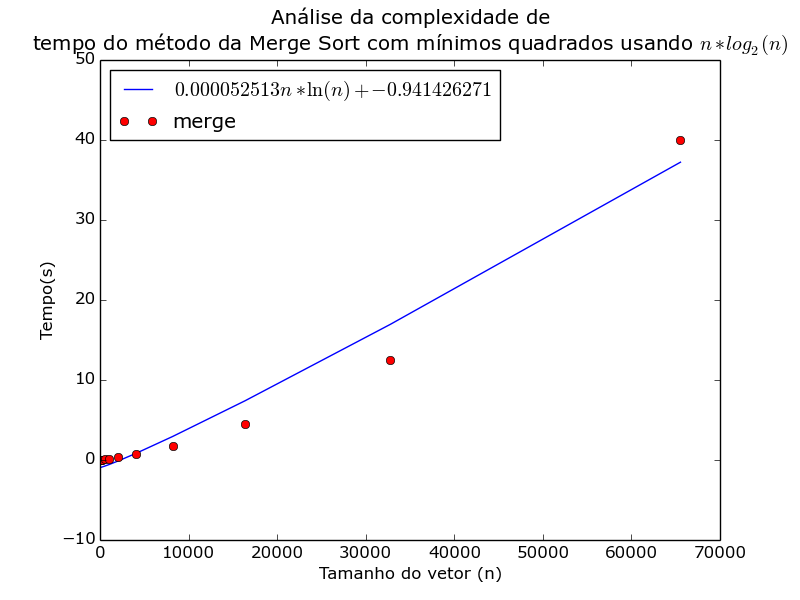 Análise da complexidade de
tempo do método da Merge Sort com mínimos quadrados usando n∗log₂(n)
0.000052513n∗ln(n)+−0.941426271
merge
50
40
30
20
10
0
−10
Tempo(s)
0 10000 20000 30000 40000 50000 60000 70000
Tamanho do vetor (n)